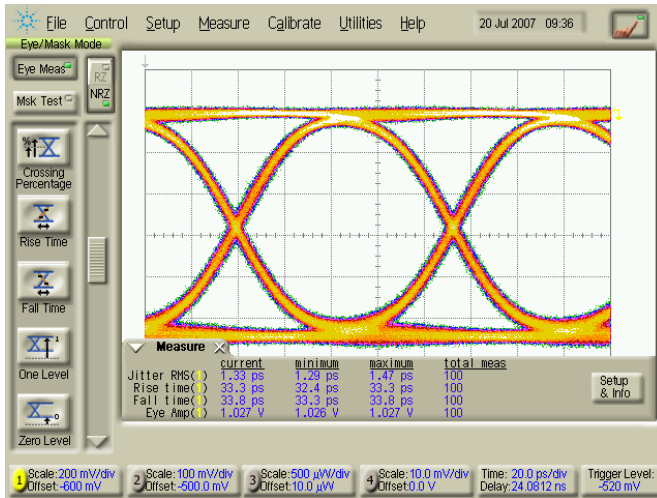 File Control Setup Measure Calibrate Utilities Help 20 Jul 2007 09:36
Eye/Mask Mode
Eye Meas
RZ
Msk Test
NRZ
Crossing
Percentage
Rise Time
Fall Time
One Level
Zero Level
Measure
current minimum maximum total meas
Jitter RMS(1) 1.33 ps 1.29 ps 1.47 ps 100
Rise time(1) 33.3 ps 32.4 ps 33.3 ps 100
Fall time(1) 33.8 ps 33.3 ps 33.8 ps 100
Eye Amp(1) 1.027 V 1.026 V 1.027 V 100
Setup
& Info
1 Scale:200 mV/div
Offset:-600 mV
2 Scale:100 mV/div
Offset:-500.0 mV
3 Scale:500 µW/div
Offset:10.0 µW
4 Scale:10.0 mV/div
Offset:0.0 V
Time: 20.0 ps/div
Delay:24.0812 ns
Trigger Level:
-520 mV